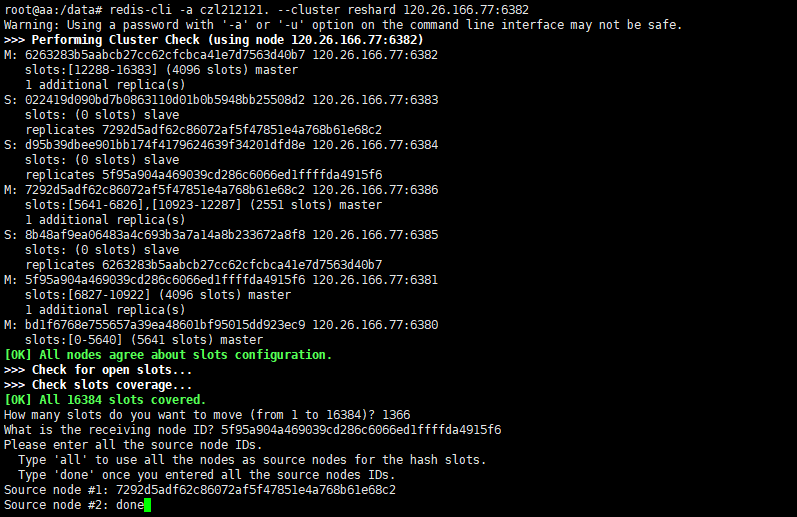 root@aa:/data# redis-cli -a czl212121. --cluster reshard 120.26.166.77:6382
Warning: Using a password with '-a' or '-u' option on the command line interface may not be safe.
>>> Performing Cluster Check (using node 120.26.166.77:6382)
M: 6263283b5aabcb27cc62cfcbca41e7d7563d40b7 120.26.166.77:6382
   slots:[12288-16383] (4096 slots) master
   1 additional replica(s)
S: 022419d090bd7b0863110d01b0b5948bb25508d2 120.26.166.77:6383
   slots: (0 slots) slave
   replicates 7292d5adf62c86072af5f47851e4a768b61e68c2
S: d95b39dbee901bb174f4179624639f34201dfd8e 120.26.166.77:6384
   slots: (0 slots) slave
   replicates 5f95a904a469039cd286c6066ed1ffffda4915f6
M: 7292d5adf62c86072af5f47851e4a768b61e68c2 120.26.166.77:6386
   slots:[5641-6826],[10923-12287] (2551 slots) master
   1 additional replica(s)
S: 8b48af9ea06483a4c693b3a7a14a8b233672a8f8 120.26.166.77:6385
   slots: (0 slots) slave
   replicates 6263283b5aabcb27cc62cfcbca41e7d7563d40b7
M: 5f95a904a469039cd286c6066ed1ffffda4915f6 120.26.166.77:6381
   slots:[6827-10922] (4096 slots) master
   1 additional replica(s)
M: bd1f6768e755657a39ea48601bf95015dd923ec9 120.26.166.77:6380
   slots:[0-5640] (5641 slots) master
[OK] All nodes agree about slots configuration.
>>> Check for open slots...
>>> Check slots coverage...
[OK] All 16384 slots covered.
How many slots do you want to move (from 1 to 16384)? 1366
What is the receiving node ID? 5f95a904a469039cd286c6066ed1ffffda4915f6
Please enter all the source node IDs.
  Type 'all' to use all the nodes as source nodes for the hash slots.
  Type 'done' once you entered all the source nodes IDs.
Source node #1: 7292d5adf62c86072af5f47851e4a768b61e68c2
Source node #2: done